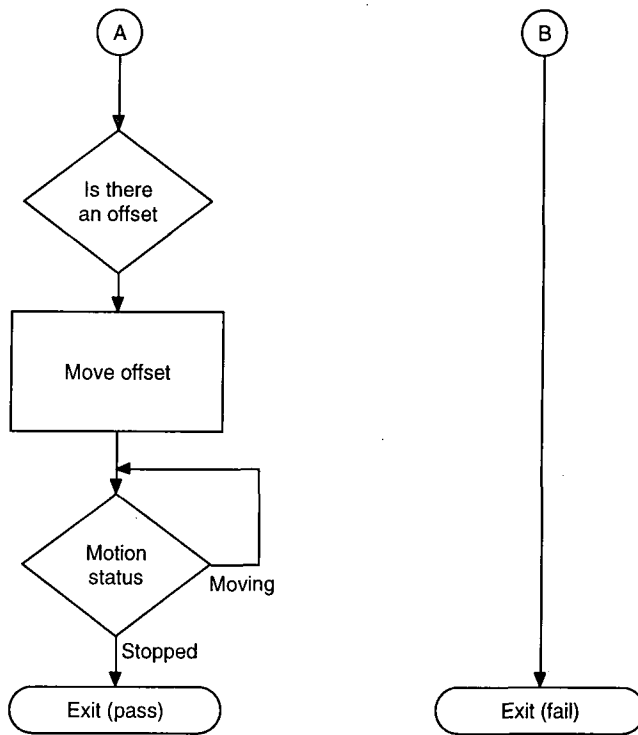 A
B
Is there
an offset
Move offset
Motion
status
Moving
Stopped
Exit (pass)
Exit (fail)